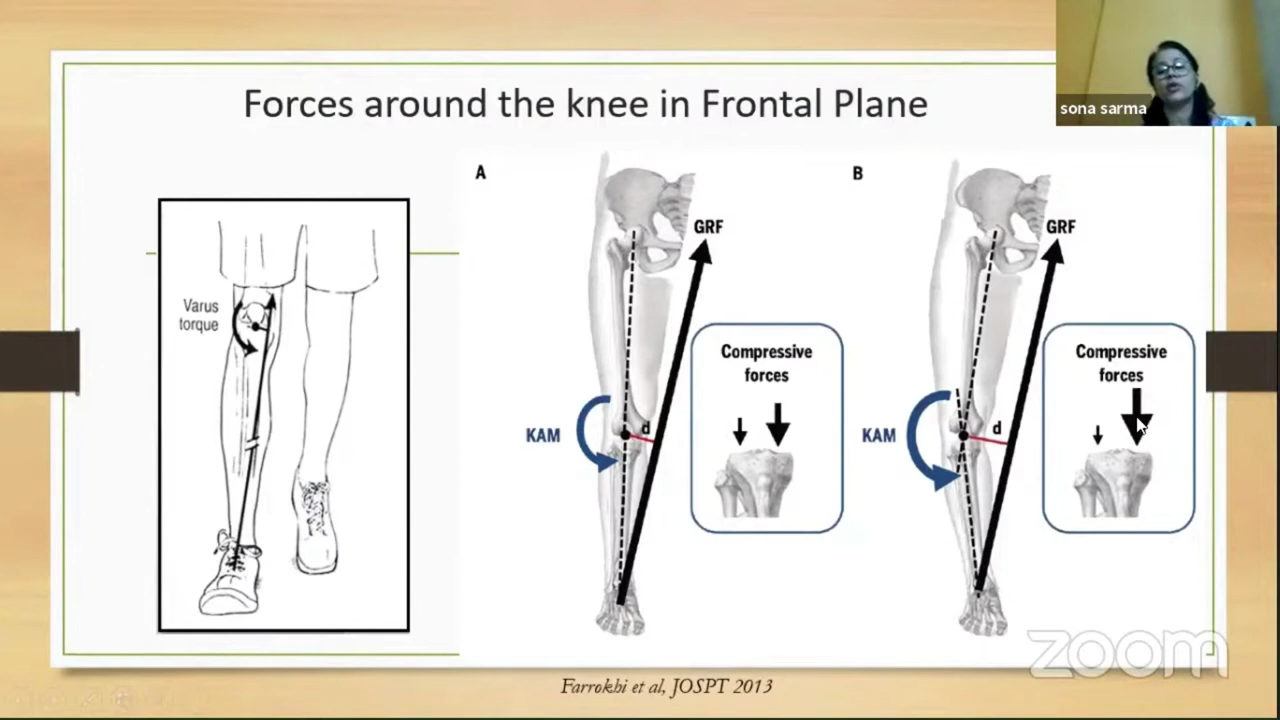 Forces around the knee in Frontal Plane
sona sarma
Varus
torque
A
GRF
KAM
d
Compressive
forces
B
GRF
KAM
d
Compressive
forces
zoom
Farrokhi et al, JOSPT 2013